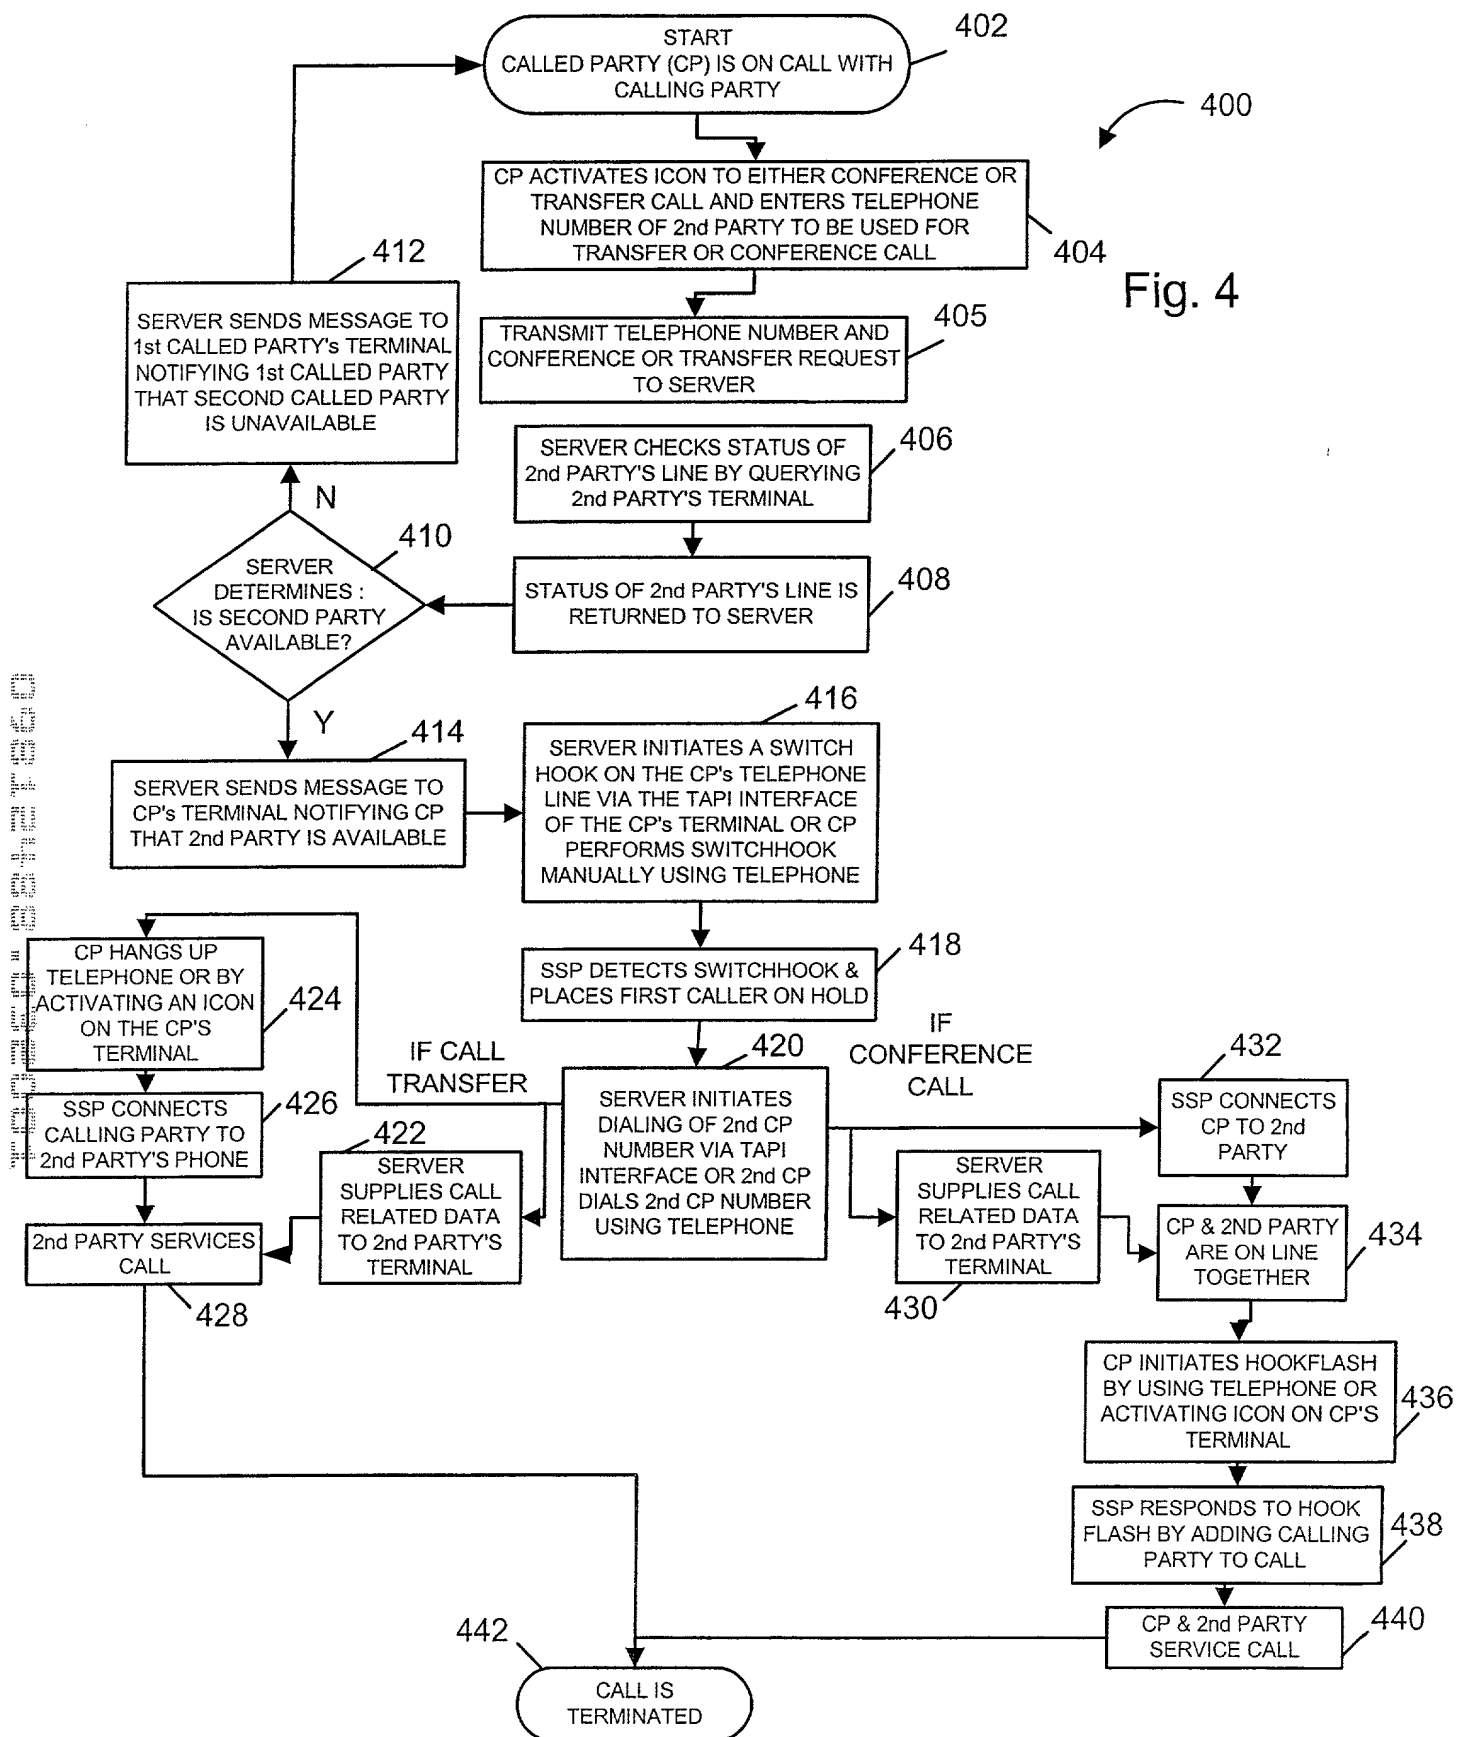 START
CALLED PARTY (CP) IS ON CALL WITH
CALLING PARTY
402
400
CP ACTIVATES ICON TO EITHER CONFERENCE OR
TRANSFER CALL AND ENTERS TELEPHONE
NUMBER OF 2nd PARTY TO BE USED FOR
TRANSFER OR CONFERENCE CALL
404
Fig. 4
412
SERVER SENDS MESSAGE TO
1st CALLED PARTY's TERMINAL
NOTIFYING 1st CALLED PARTY
THAT SECOND CALLED PARTY
IS UNAVAILABLE
TRANSMIT TELEPHONE NUMBER AND
CONFERENCE OR TRANSFER REQUEST
TO SERVER
405
SERVER CHECKS STATUS OF
2nd PARTY'S LINE BY QUERYING
2nd PARTY'S TERMINAL
406
N
410
SERVER
DETERMINES :
IS SECOND PARTY
AVAILABLE?
STATUS OF 2nd PARTY'S LINE IS
RETURNED TO SERVER
408
Y
414
SERVER SENDS MESSAGE TO
CP's TERMINAL NOTIFYING CP
THAT 2nd PARTY IS AVAILABLE
416
SERVER INITIATES A SWITCH
HOOK ON THE CP's TELEPHONE
LINE VIA THE TAPI INTERFACE
OF THE CP's TERMINAL OR CP
PERFORMS SWITCHHOOK
MANUALLY USING TELEPHONE
418
SSP DETECTS SWITCHHOOK &
PLACES FIRST CALLER ON HOLD
CP HANGS UP
TELEPHONE OR BY
ACTIVATING AN ICON
ON THE CP'S
TERMINAL
424
IF CALL
TRANSFER
420
IF
CONFERENCE
CALL
SERVER INITIATES
DIALING OF 2nd CP
NUMBER VIA TAPI
INTERFACE OR 2nd CP
DIALS 2nd CP NUMBER
USING TELEPHONE
432
SSP CONNECTS
CP TO 2nd
PARTY
SSP CONNECTS
CALLING PARTY TO
2nd PARTY'S PHONE
426
422
SERVER
SUPPLIES CALL
RELATED DATA
TO 2nd PARTY'S
TERMINAL
SERVER
SUPPLIES CALL
RELATED DATA
TO 2nd PARTY'S
TERMINAL
430
CP & 2ND PARTY
ARE ON LINE
TOGETHER
434
2nd PARTY SERVICES
CALL
428
CP INITIATES HOOKFLASH
BY USING TELEPHONE OR
ACTIVATING ICON ON CP'S
TERMINAL
436
SSP RESPONDS TO HOOK
FLASH BY ADDING CALLING
PARTY TO CALL
438
CP & 2nd PARTY
SERVICE CALL
440
442
CALL IS
TERMINATED